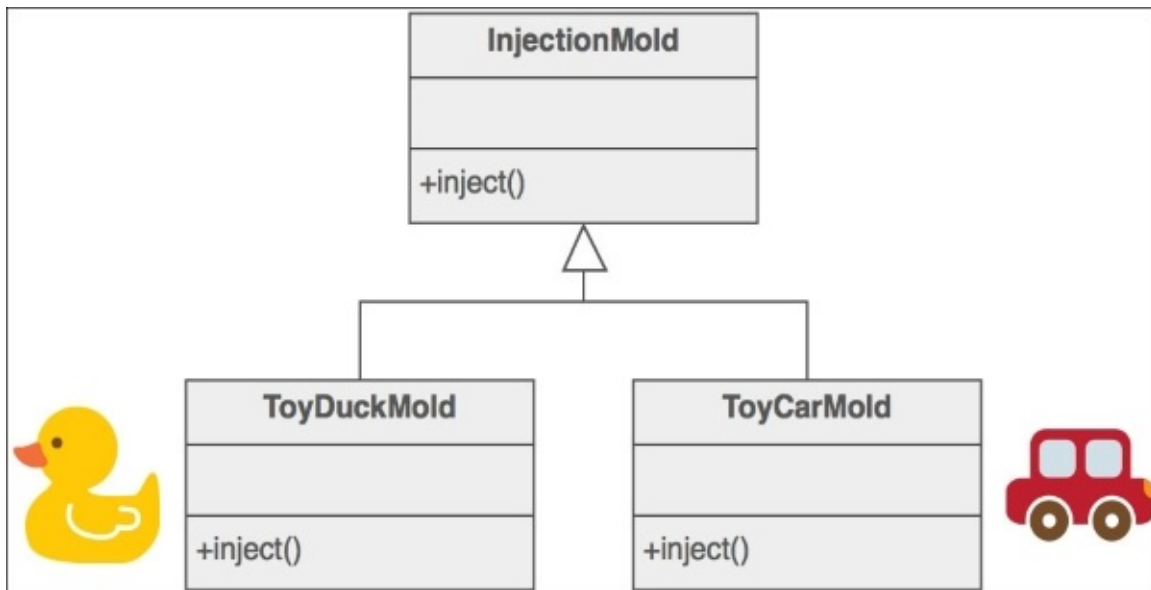 InjectionMold
+inject()
ToyDuckMold
ToyCarMold
+inject()
+inject()